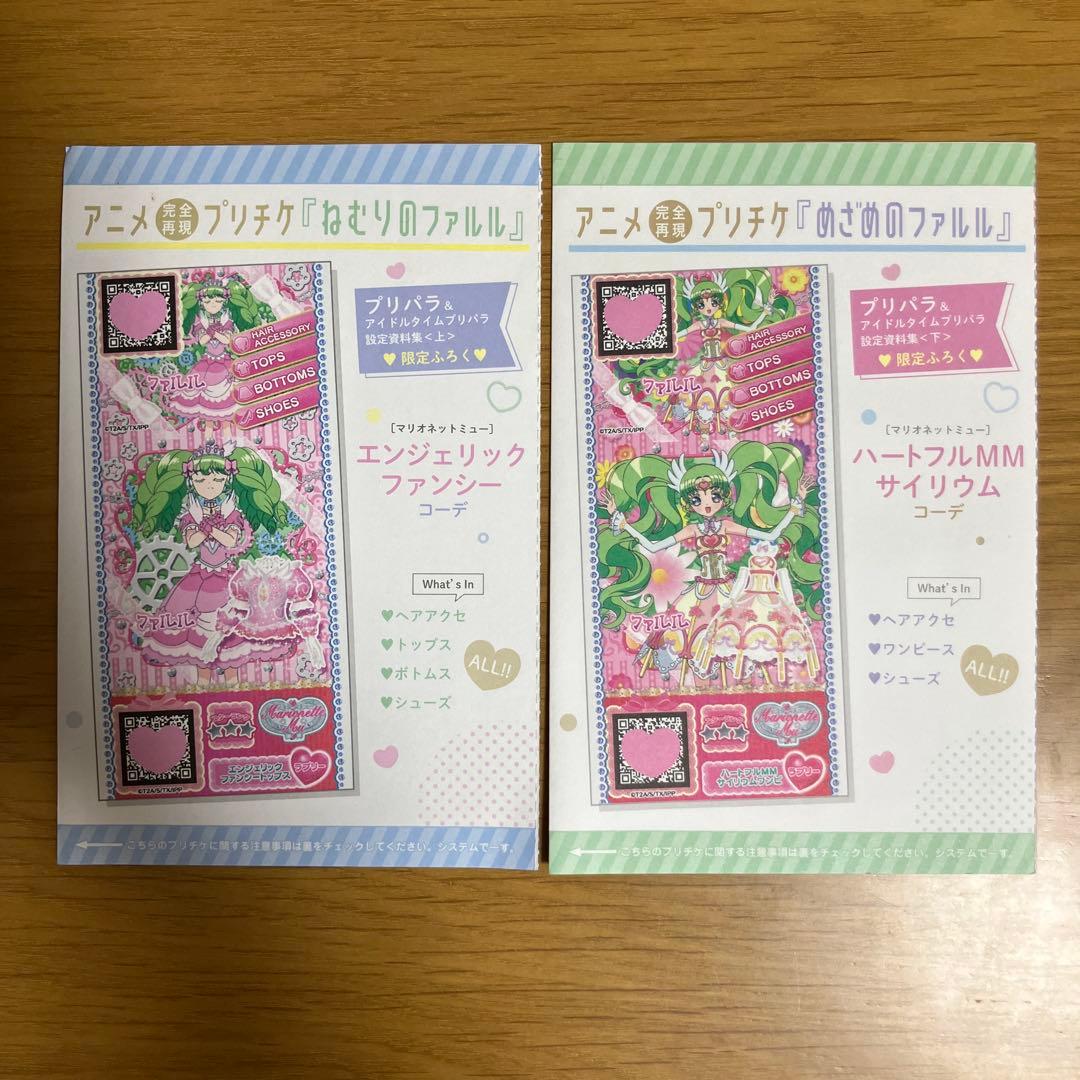 アニメ完全再現プリチケ『ねむりのファルル』
HAIR ACCESSORY
TOPS
BOTTOMS
SHOES
ファルル
©T2A/S/TX/IPP
ファルル
Marionette Mu
エンジェリック
ファンシートップス
ラブリー
©T2A/S/TX/IPP
プリパラ&
アイドルタイムプリパラ
設定資料集<上>
♥限定ふろく♥
[マリオネットミュー]
エンジェリック
ファンシー
コーデ
What's In
♥ヘアアクセ
♥トップス
♥ボトムス
♥シューズ
ALL!!
こちらのプリチケに関する注意事項は裏をチェックしてください。システムでーす。
アニメ完全再現プリチケ『めざめのファルル』
HAIR ACCESSORY
TOPS
BOTTOMS
SHOES
ファルル
©T2A/S/TX/IPP
ファルル
Marionette Mu
ハートフルMM
サイリウムワンピ
ラブリー
©T2A/S/TX/IPP
プリパラ&
アイドルタイムプリパラ
設定資料集<下>
♥限定ふろく♥
[マリオネットミュー]
ハートフルMM
サイリウム
コーデ
What's In
♥ヘアアクセ
♥ワンピース
♥シューズ
ALL!!
こちらのプリチケに関する注意事項は裏をチェックしてください。システムでーす。